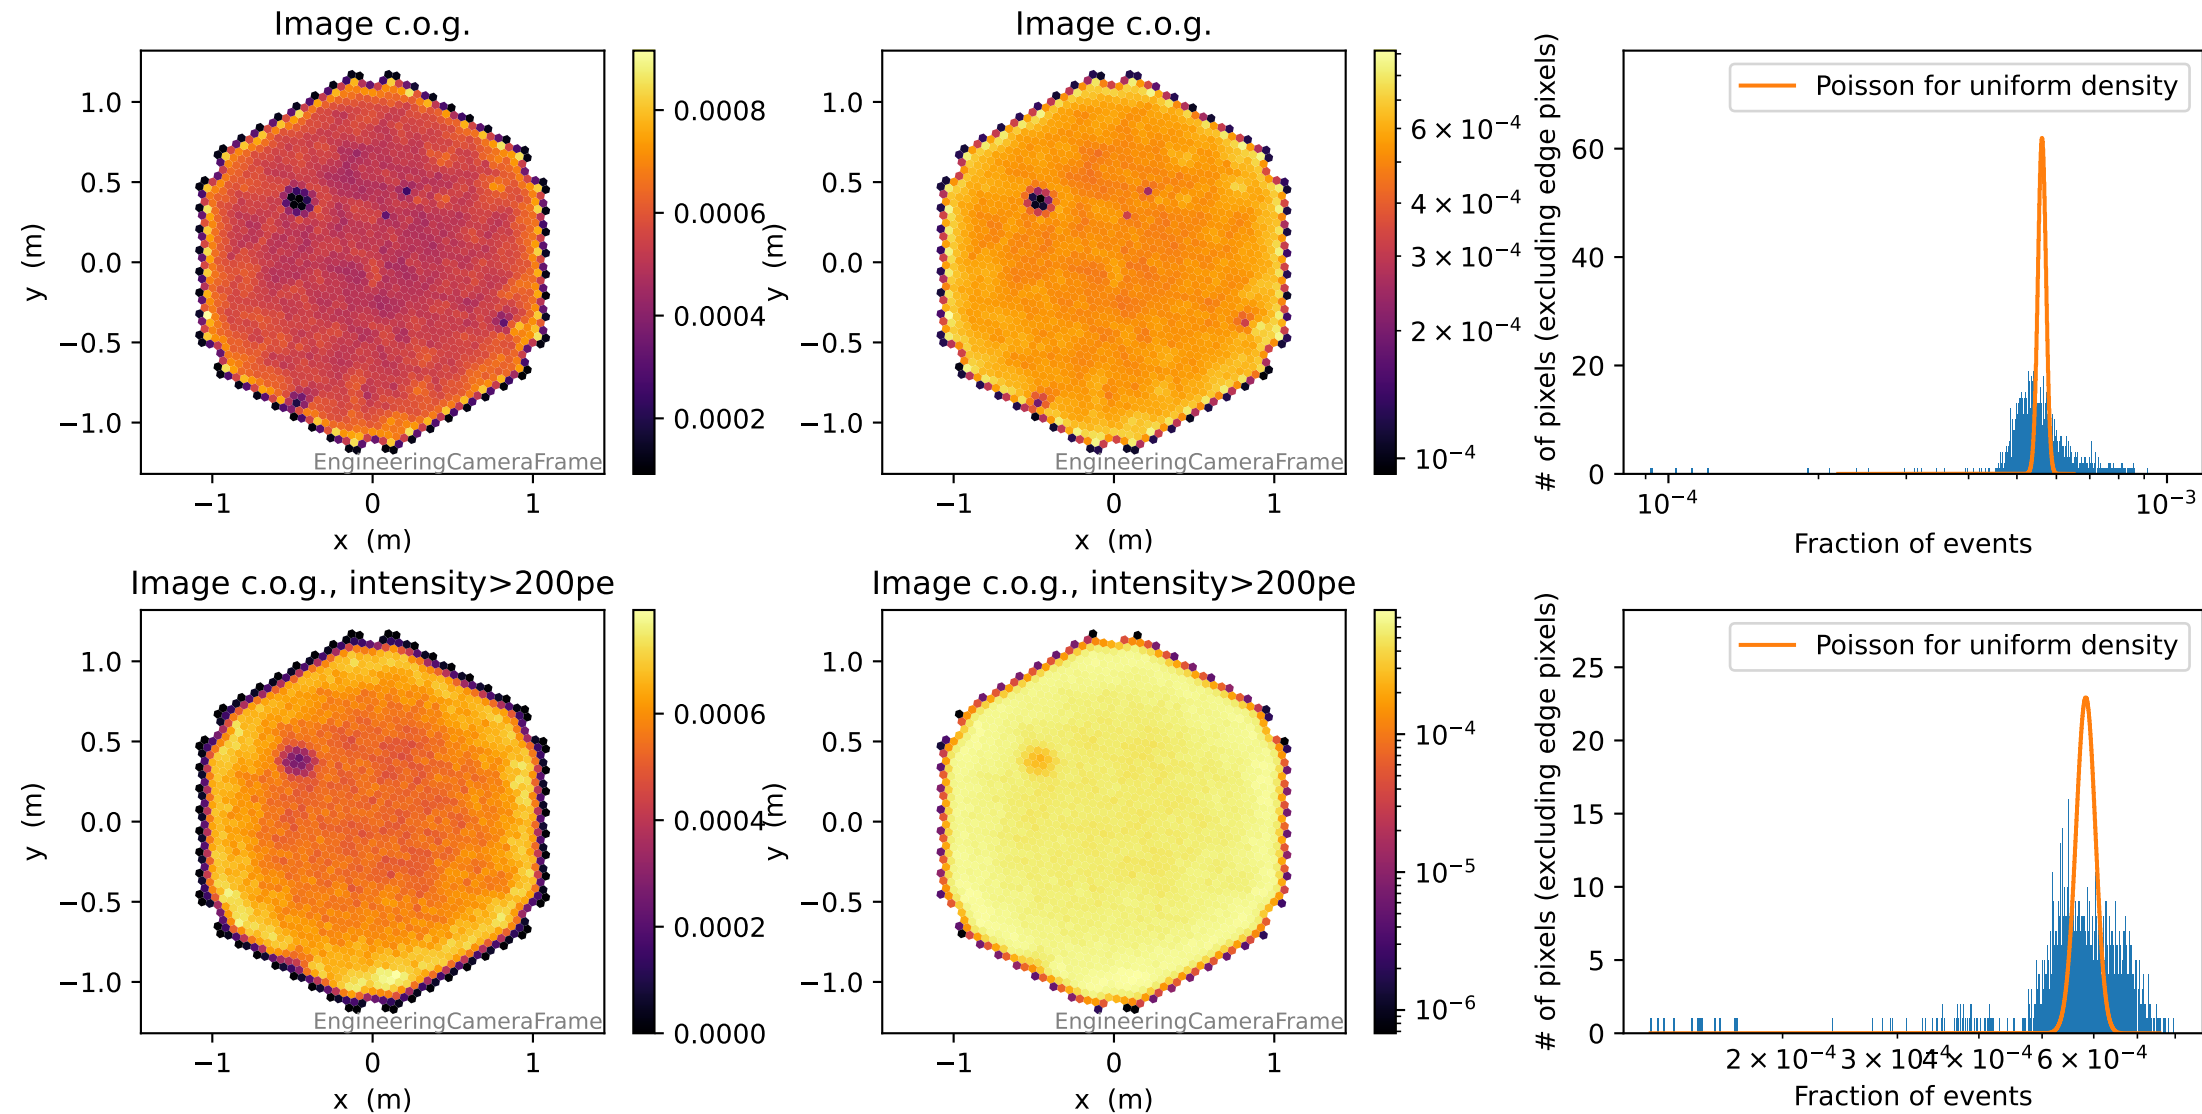 Image c.o.g.
1.0
0.5
0.0
−0.5
−1.0
y (m)
−1
0
1
x (m)
EngineeringCameraFrame
0.0008
0.0006
0.0004
0.0002
Image c.o.g.
1.0
0.5
0.0
−0.5
−1.0
y (m)
−1
0
1
x (m)
EngineeringCameraFrame
6 × 10⁻⁴
4 × 10⁻⁴
3 × 10⁻⁴
2 × 10⁻⁴
10⁻⁴
# of pixels (excluding edge pixels)
60
40
20
0
Poisson for uniform density
10⁻⁴
10⁻³
Fraction of events
Image c.o.g., intensity>200pe
1.0
0.5
0.0
−0.5
−1.0
y (m)
−1
0
1
x (m)
EngineeringCameraFrame
0.0006
0.0004
0.0002
0.0000
Image c.o.g., intensity>200pe
1.0
0.5
0.0
−0.5
−1.0
y (m)
−1
0
1
x (m)
EngineeringCameraFrame
10⁻⁴
10⁻⁵
10⁻⁶
# of pixels (excluding edge pixels)
25
20
15
10
5
0
Poisson for uniform density
2 × 10⁻⁴
3 × 10⁻⁴
4 × 10⁻⁴
6 × 10⁻⁴
Fraction of events